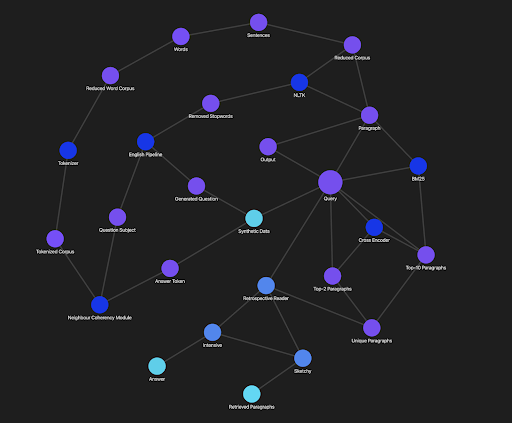 Sentences
Words
Reduced Corpus
Reduced Word Corpus
NLTK
Removed Stopwords
Paragraph
English Pipeline
Output
Tokenizer
BM25
Generated Question
Query
Question Subject
Synthetic Data
Cross Encoder
Tokenized Corpus
Answer Token
Top-10 Paragraphs
Top-2 Paragraphs
Retrospective Reader
Neighbour Coherency Module
Unique Paragraphs
Intensive
Sketchy
Answer
Retrieved Paragraphs